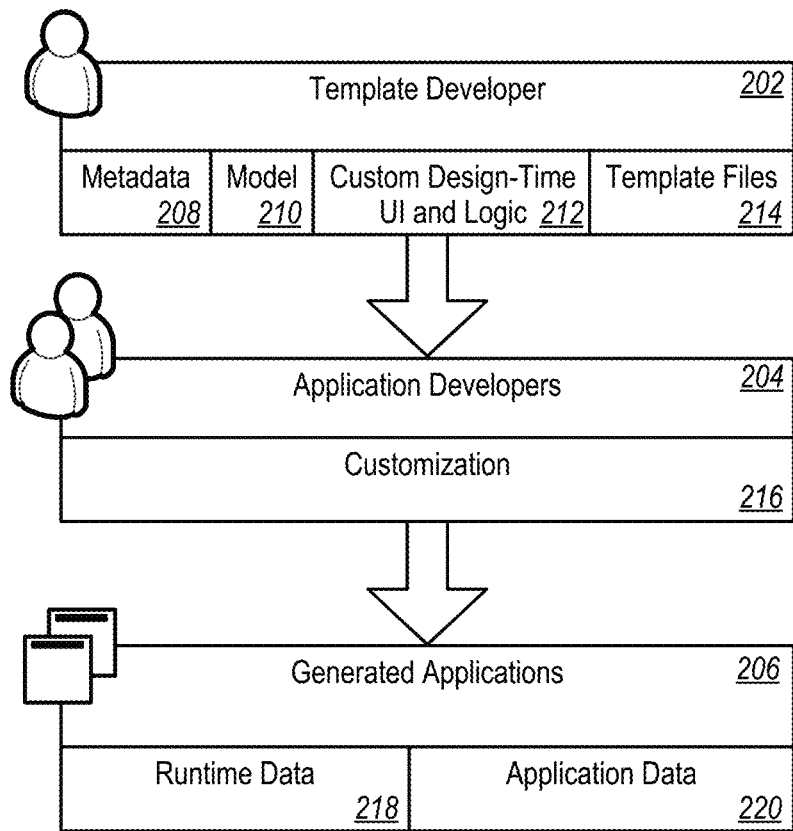 Template Developer 202
Metadata 208
Model 210
Custom Design-Time
UI and Logic 212
Template Files 214
Application Developers 204
Customization
216
Generated Applications 206
Runtime Data
218
Application Data
220